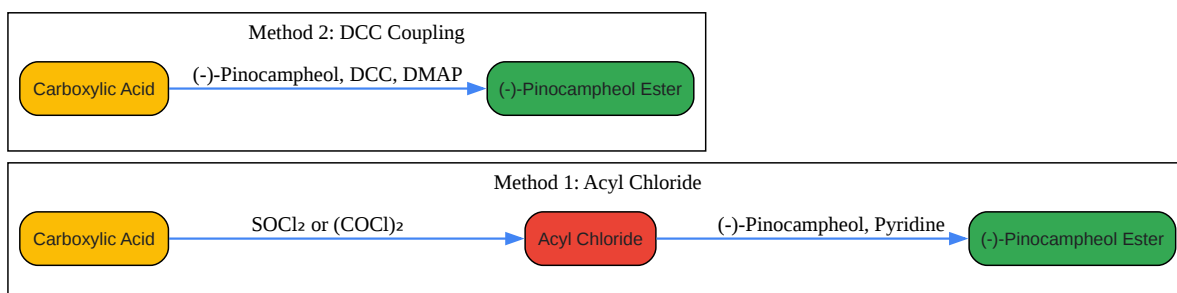 Method 2: DCC Coupling
Carboxylic Acid
(-)-Pinocampheol, DCC, DMAP
(-)-Pinocampheol Ester
Method 1: Acyl Chloride
Carboxylic Acid
SOCl₂ or (COCl)₂
Acyl Chloride
(-)-Pinocampheol, Pyridine
(-)-Pinocampheol Ester